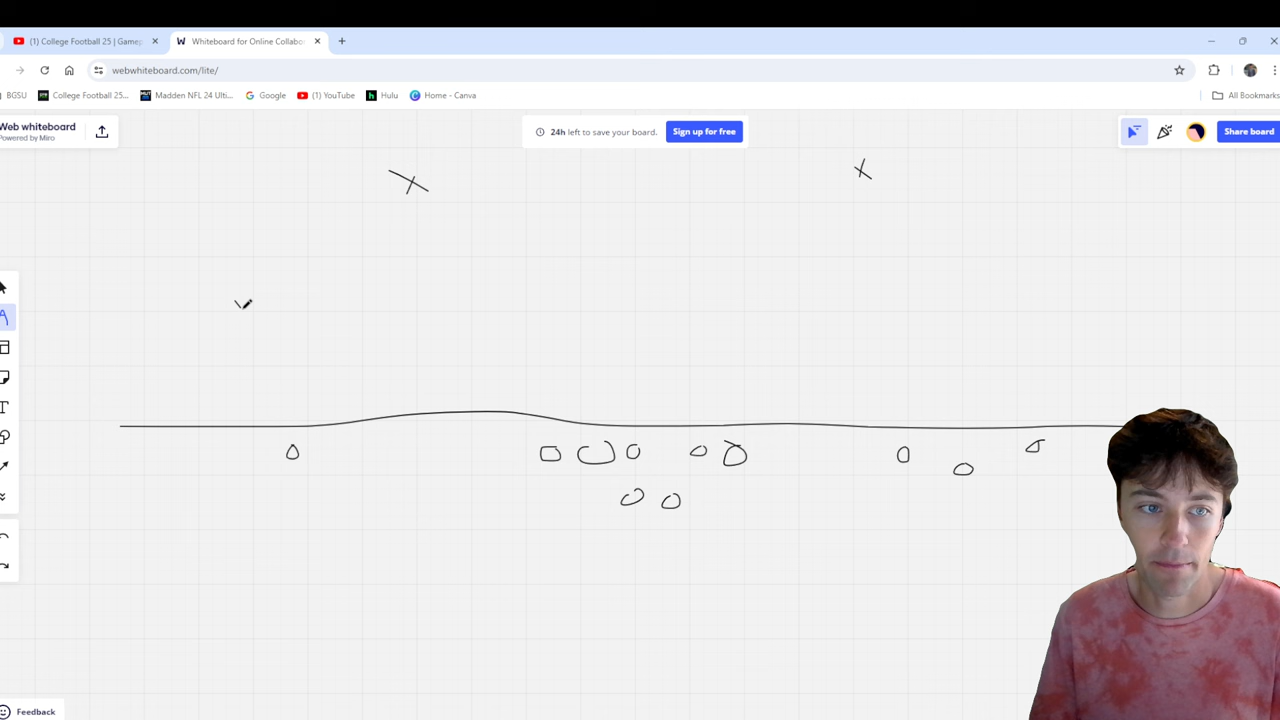 (1) College Football 25 | Gamep
Whiteboard for Online Collabo
webwhiteboard.com/lite/
BGSU
College Football 25...
Madden NFL 24 Ulti...
Google
(1) YouTube
Hulu
Home - Canva
All Bookmarks
Web whiteboard
Powered by Miro
24h left to save your board.
Sign up for free
Share board
X X
O O O O O O O O O
O O
Feedback